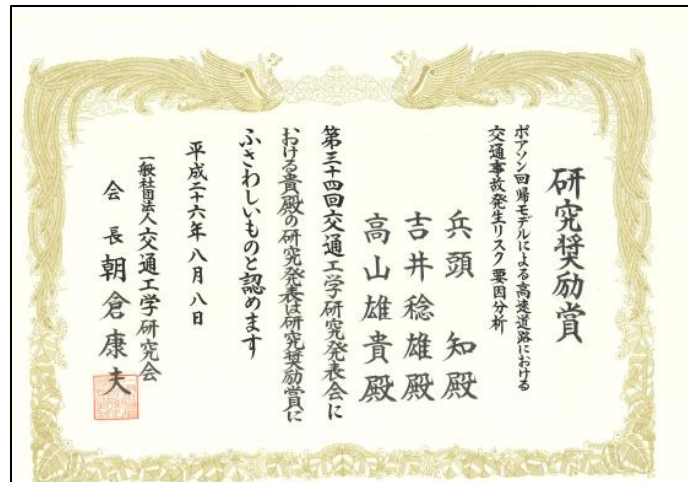 研究奨励賞
ポアソン回帰モデルによる高速道路における
交通事故発生リスク要因分析
兵頭 知殿
吉井稔雄殿
高山雄貴殿
第三十四回交通工学研究発表会に
おける貴殿の研究発表は研究奨励賞に
ふさわしいものと認めます
平成二十六年八月八日
一般社団法人交通工学研究会
会長 朝倉康夫